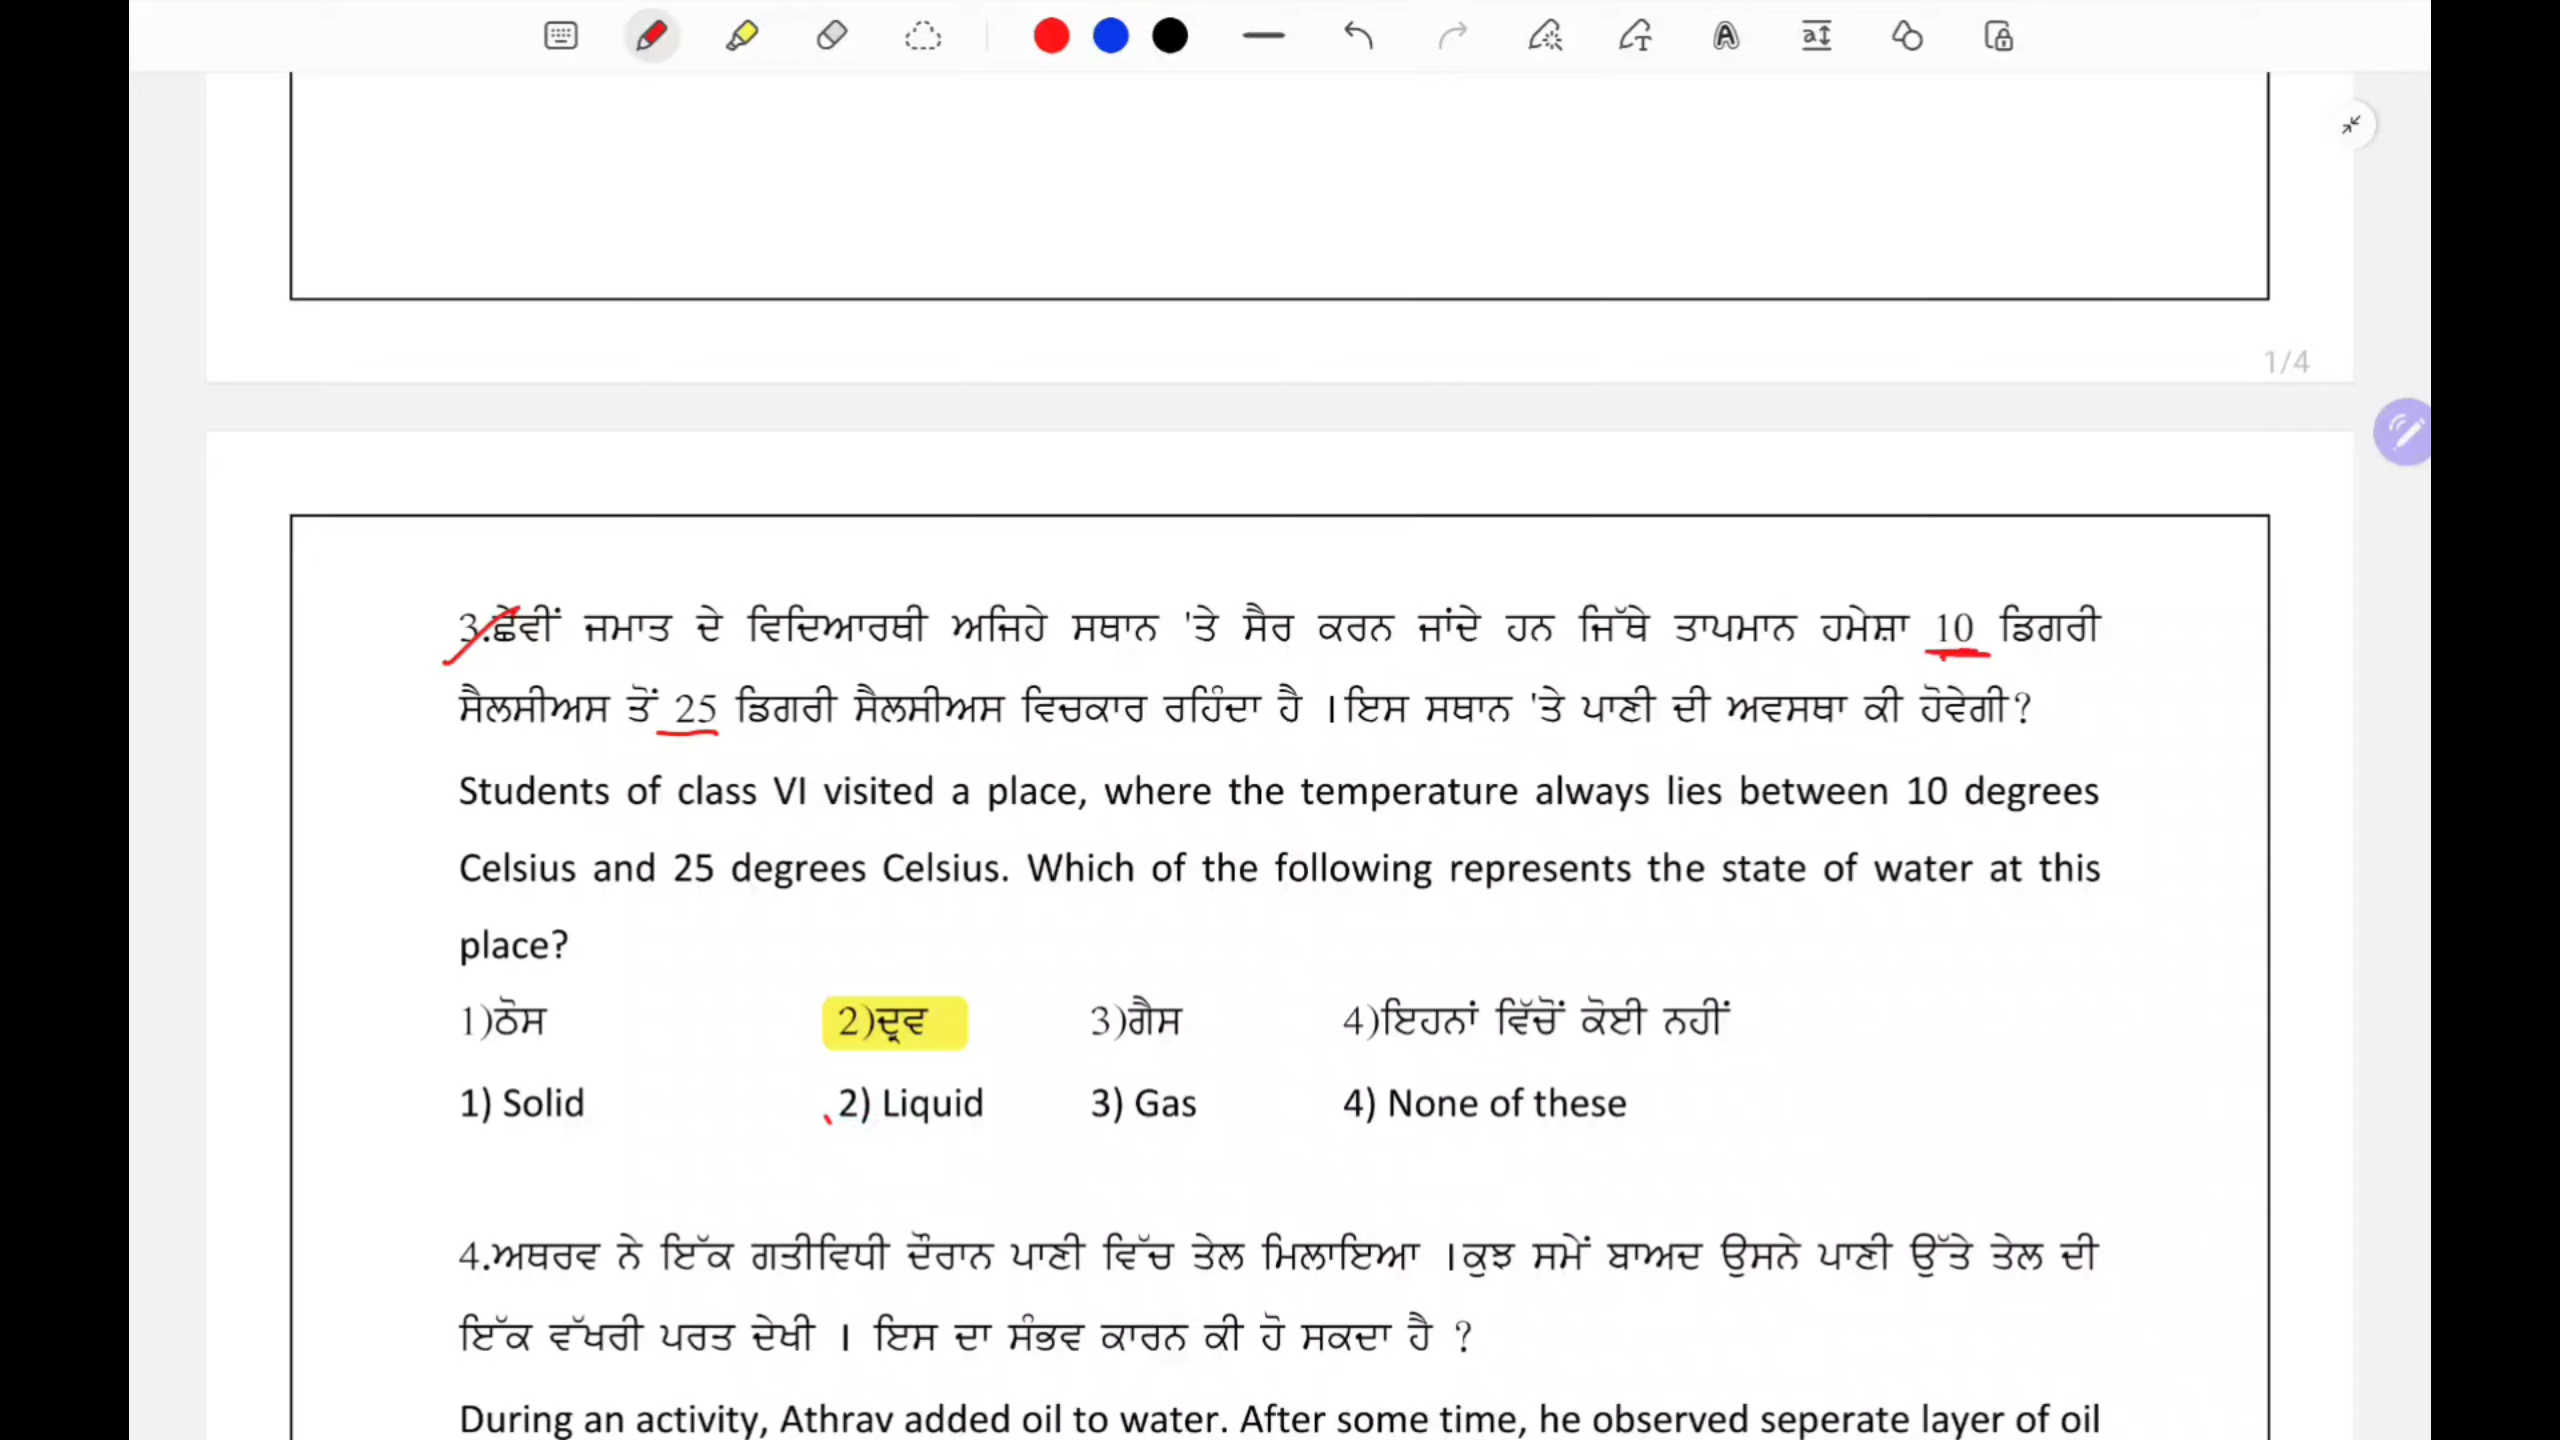 1/4
3.ਛੇਵੀਂ ਜਮਾਤ ਦੇ ਵਿਦਿਆਰਥੀ ਅਜਿਹੇ ਸਥਾਨ 'ਤੇ ਸੈਰ ਕਰਨ ਜਾਂਦੇ ਹਨ ਜਿੱਥੇ ਤਾਪਮਾਨ ਹਮੇਸ਼ਾ 10 ਡਿਗਰੀ
ਸੈਲਸੀਅਸ ਤੋਂ 25 ਡਿਗਰੀ ਸੈਲਸੀਅਸ ਵਿਚਕਾਰ ਰਹਿੰਦਾ ਹੈ ।ਇਸ ਸਥਾਨ 'ਤੇ ਪਾਣੀ ਦੀ ਅਵਸਥਾ ਕੀ ਹੋਵੇਗੀ?
Students of class VI visited a place, where the temperature always lies between 10 degrees
Celsius and 25 degrees Celsius. Which of the following represents the state of water at this
place?
1)ਠੋਸ 2)ਦ੍ਰਵ 3)ਗੈਸ 4)ਇਹਨਾਂ ਵਿੱਚੋਂ ਕੋਈ ਨਹੀਂ
1) Solid 2) Liquid 3) Gas 4) None of these
4.ਅਥਰਵ ਨੇ ਇੱਕ ਗਤੀਵਿਧੀ ਦੌਰਾਨ ਪਾਣੀ ਵਿੱਚ ਤੇਲ ਮਿਲਾਇਆ ।ਕੁਝ ਸਮੇਂ ਬਾਅਦ ਉਸਨੇ ਪਾਣੀ ਉੱਤੇ ਤੇਲ ਦੀ
ਇੱਕ ਵੱਖਰੀ ਪਰਤ ਦੇਖੀ । ਇਸ ਦਾ ਸੰਭਵ ਕਾਰਨ ਕੀ ਹੋ ਸਕਦਾ ਹੈ ?
During an activity, Athrav added oil to water. After some time, he observed seperate layer of oil